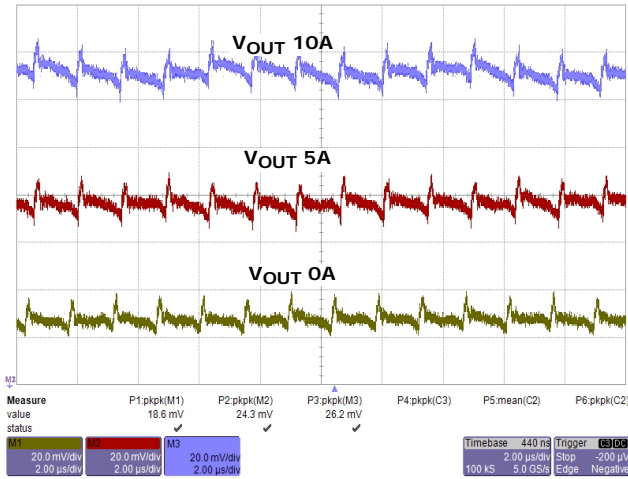 VOUT 10A
VOUT 5A
VOUT 0A
M3
Measure P1:pkpk(M1) P2:pkpk(M2) P3:pkpk(M3) P4:pkpk(C3) P5:mean(C2) P6:pkpk(C2)
value 18.6 mV 24.3 mV 26.2 mV
status ✔ ✔ ✔
M1 M2 M3 Timebase 440 ns Trigger C3 DC
20.0 mV/div 20.0 mV/div 20.0 mV/div 2.00 µs/div Stop -200 µV
2.00 µs/div 2.00 µs/div 2.00 µs/div 100 kS 5.0 GS/s Edge Negative